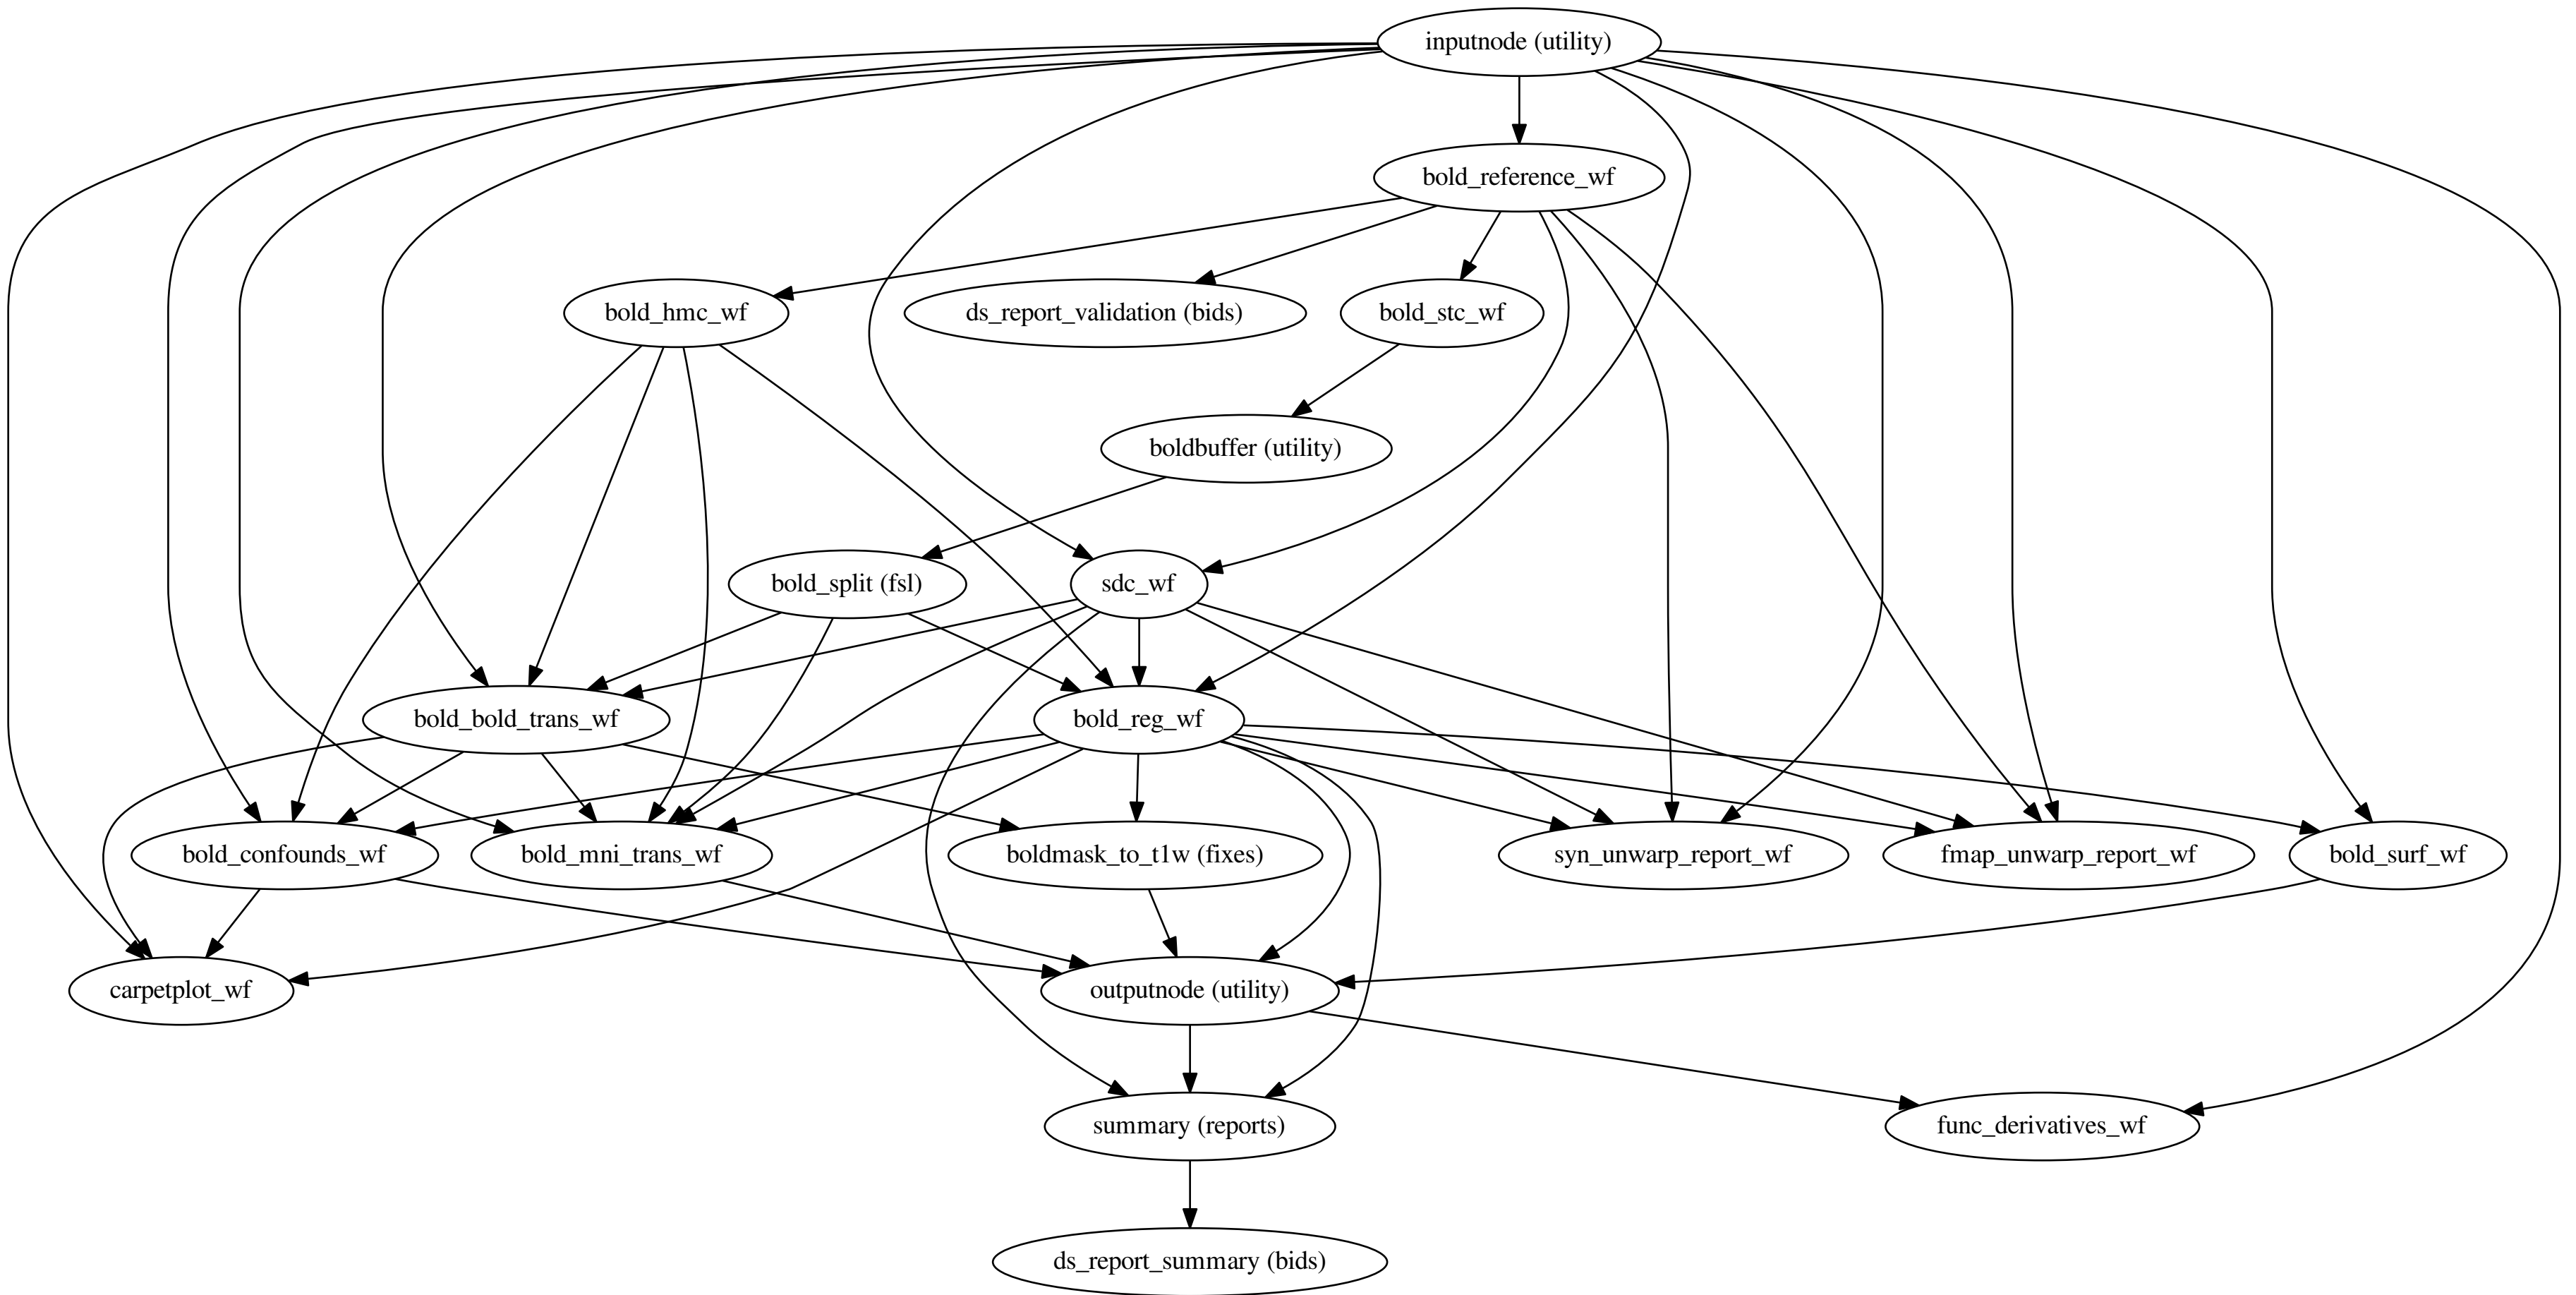 inputnode (utility)
bold_reference_wf
bold_hmc_wf
ds_report_validation (bids)
bold_stc_wf
boldbuffer (utility)
bold_split (fsl)
sdc_wf
bold_bold_trans_wf
bold_reg_wf
bold_confounds_wf
bold_mni_trans_wf
boldmask_to_t1w (fixes)
syn_unwarp_report_wf
fmap_unwarp_report_wf
bold_surf_wf
carpetplot_wf
outputnode (utility)
summary (reports)
func_derivatives_wf
ds_report_summary (bids)